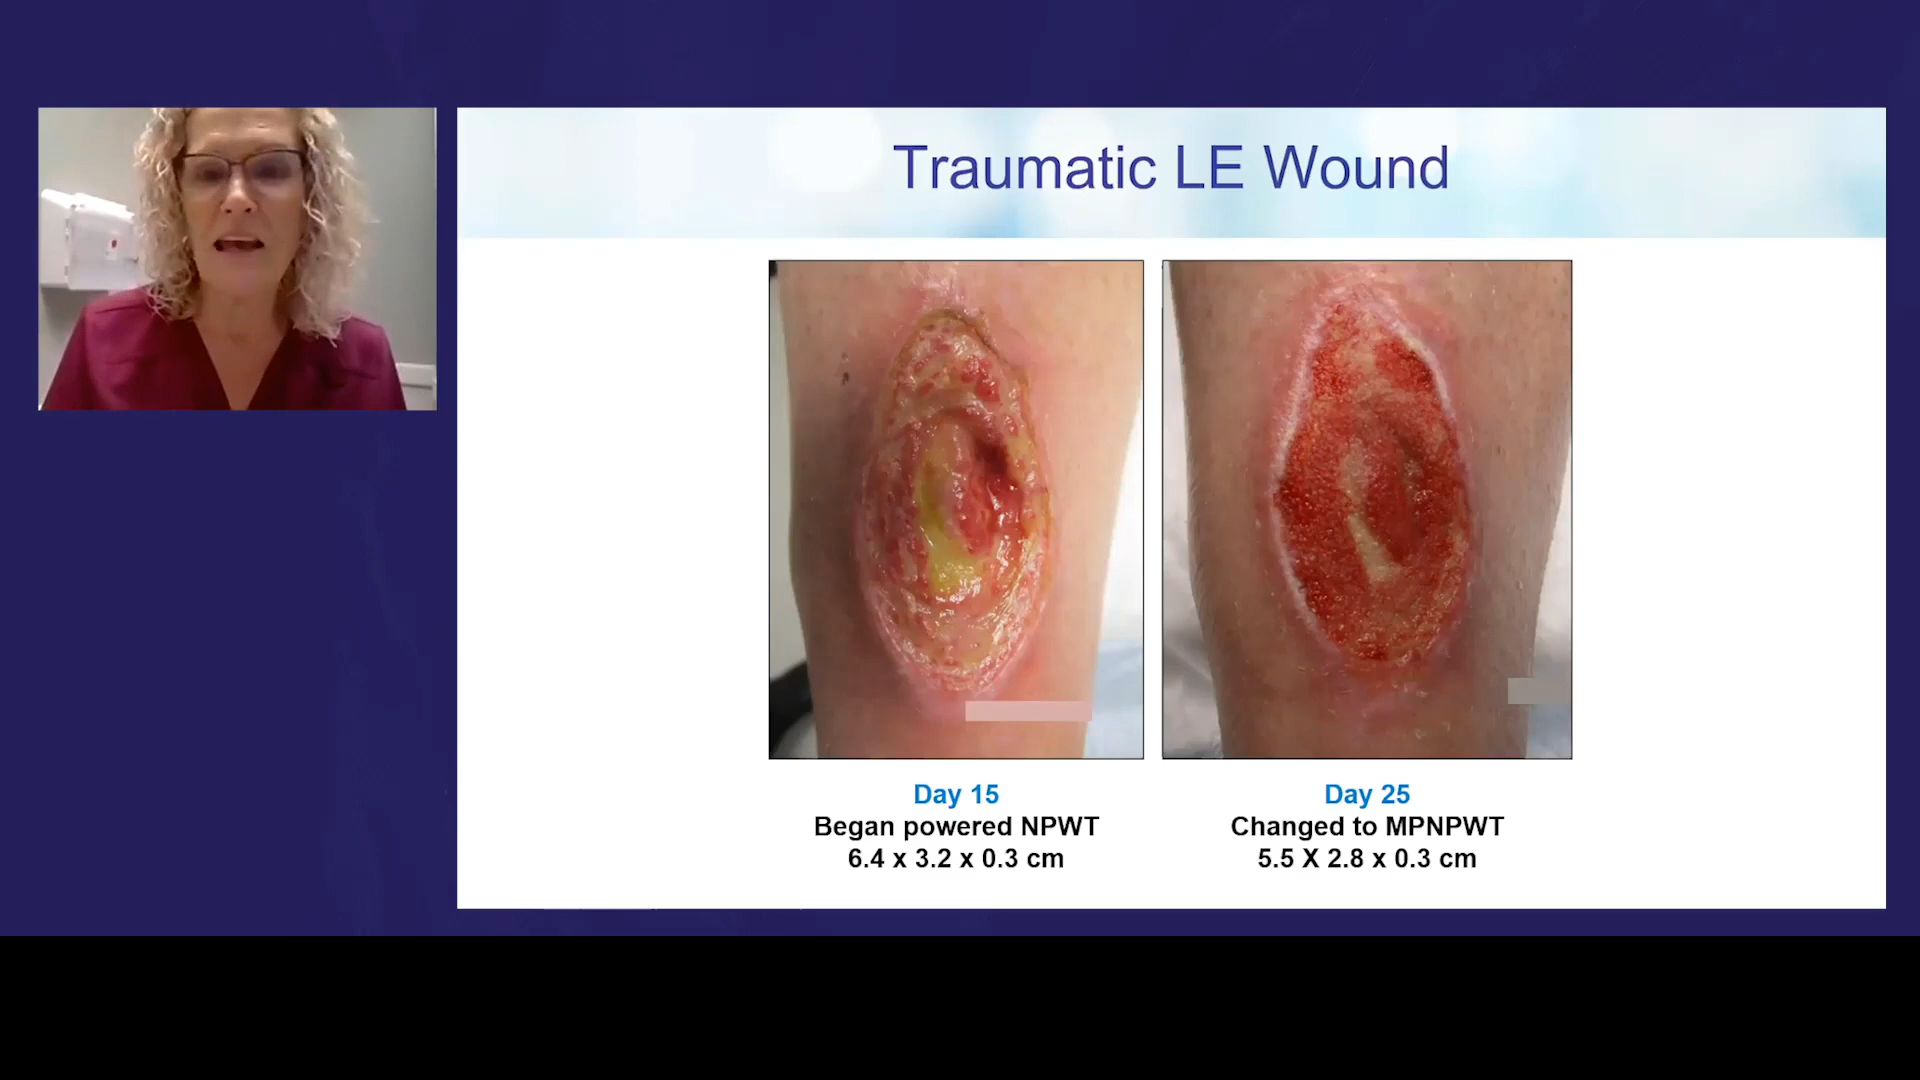 Traumatic LE Wound
Day 15
Began powered NPWT
6.4 x 3.2 x 0.3 cm
Day 25
Changed to MPNPWT
5.5 X 2.8 x 0.3 cm